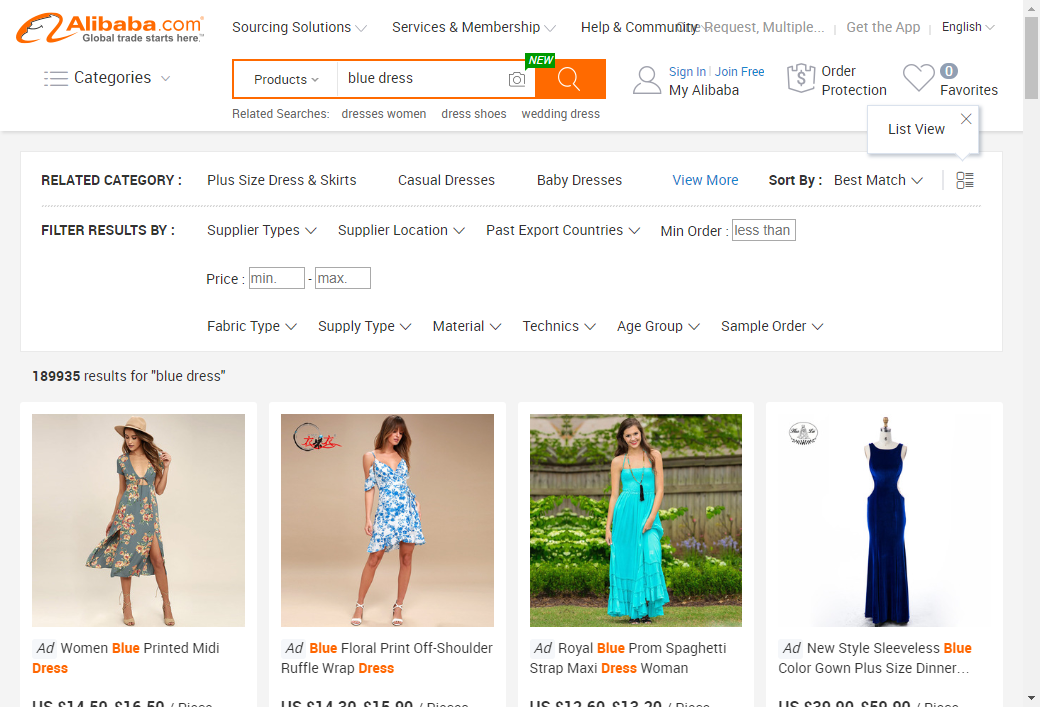 Alibaba.com
Global trade starts here.™
Sourcing Solutions
Services & Membership
Help & Community
One Request, Multiple...
Get the App
English
Categories
Products
blue dress
NEW
Sign In | Join Free
My Alibaba
Order
Protection
0
Favorites
Related Searches: dresses women dress shoes wedding dress
List View
RELATED CATEGORY : Plus Size Dress & Skirts Casual Dresses Baby Dresses View More Sort By : Best Match
FILTER RESULTS BY : Supplier Types Supplier Location Past Export Countries Min Order : less than
Price : min. - max.
Fabric Type Supply Type Material Technics Age Group Sample Order
189935 results for "blue dress"
Ad Women Blue Printed Midi
Dress
Ad Blue Floral Print Off-Shoulder
Ruffle Wrap Dress
Ad Royal Blue Prom Spaghetti
Strap Maxi Dress Woman
Ad New Style Sleeveless Blue
Color Gown Plus Size Dinner...
US $14.50-$16.50 / Piece
US $14.30-$15.90 / Pieces
US $12.60-$13.20 / Piece
US $39.90-$59.90 / Piece